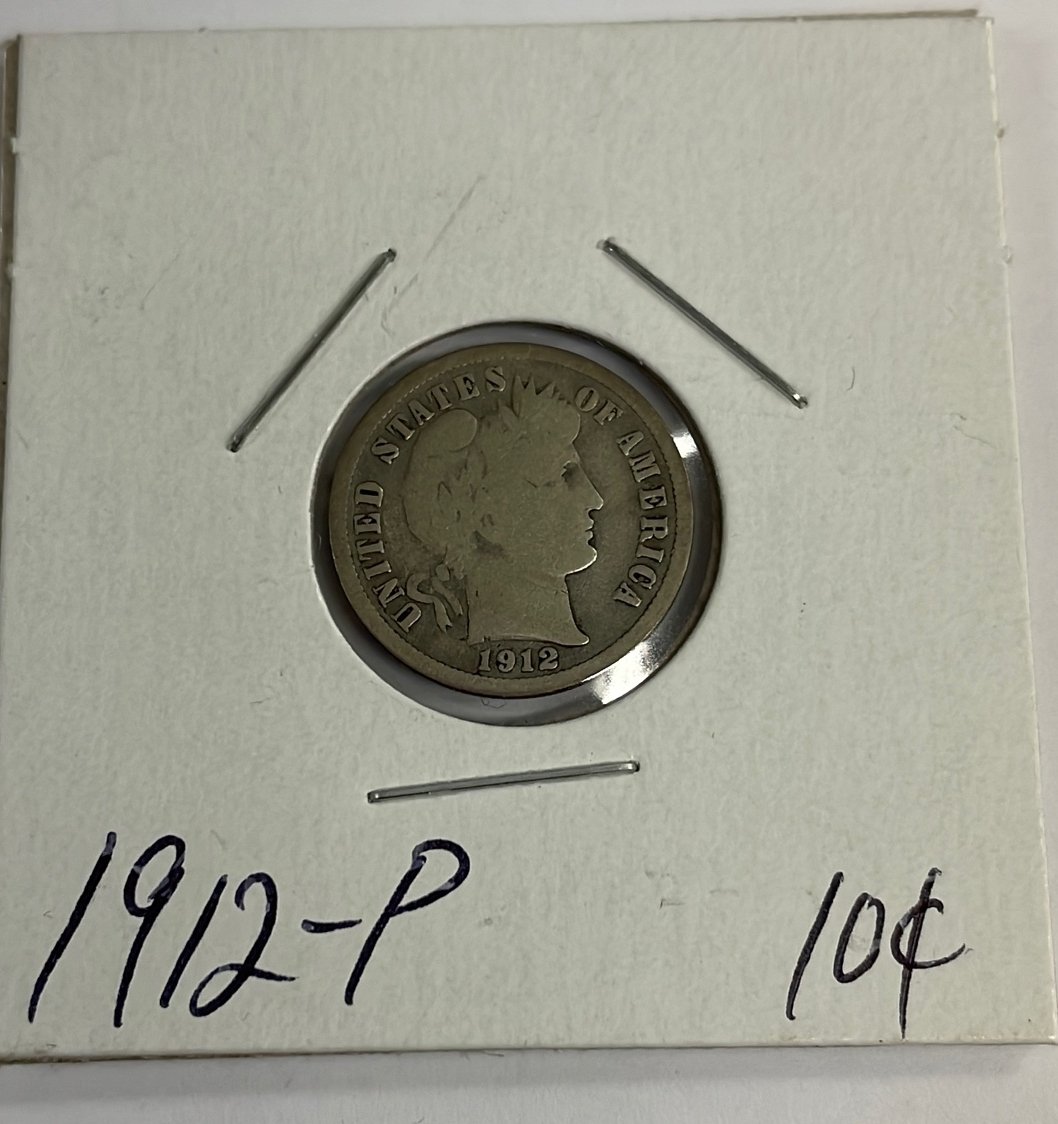 UNITED STATES OF AMERICA
1912
1912-P
10¢